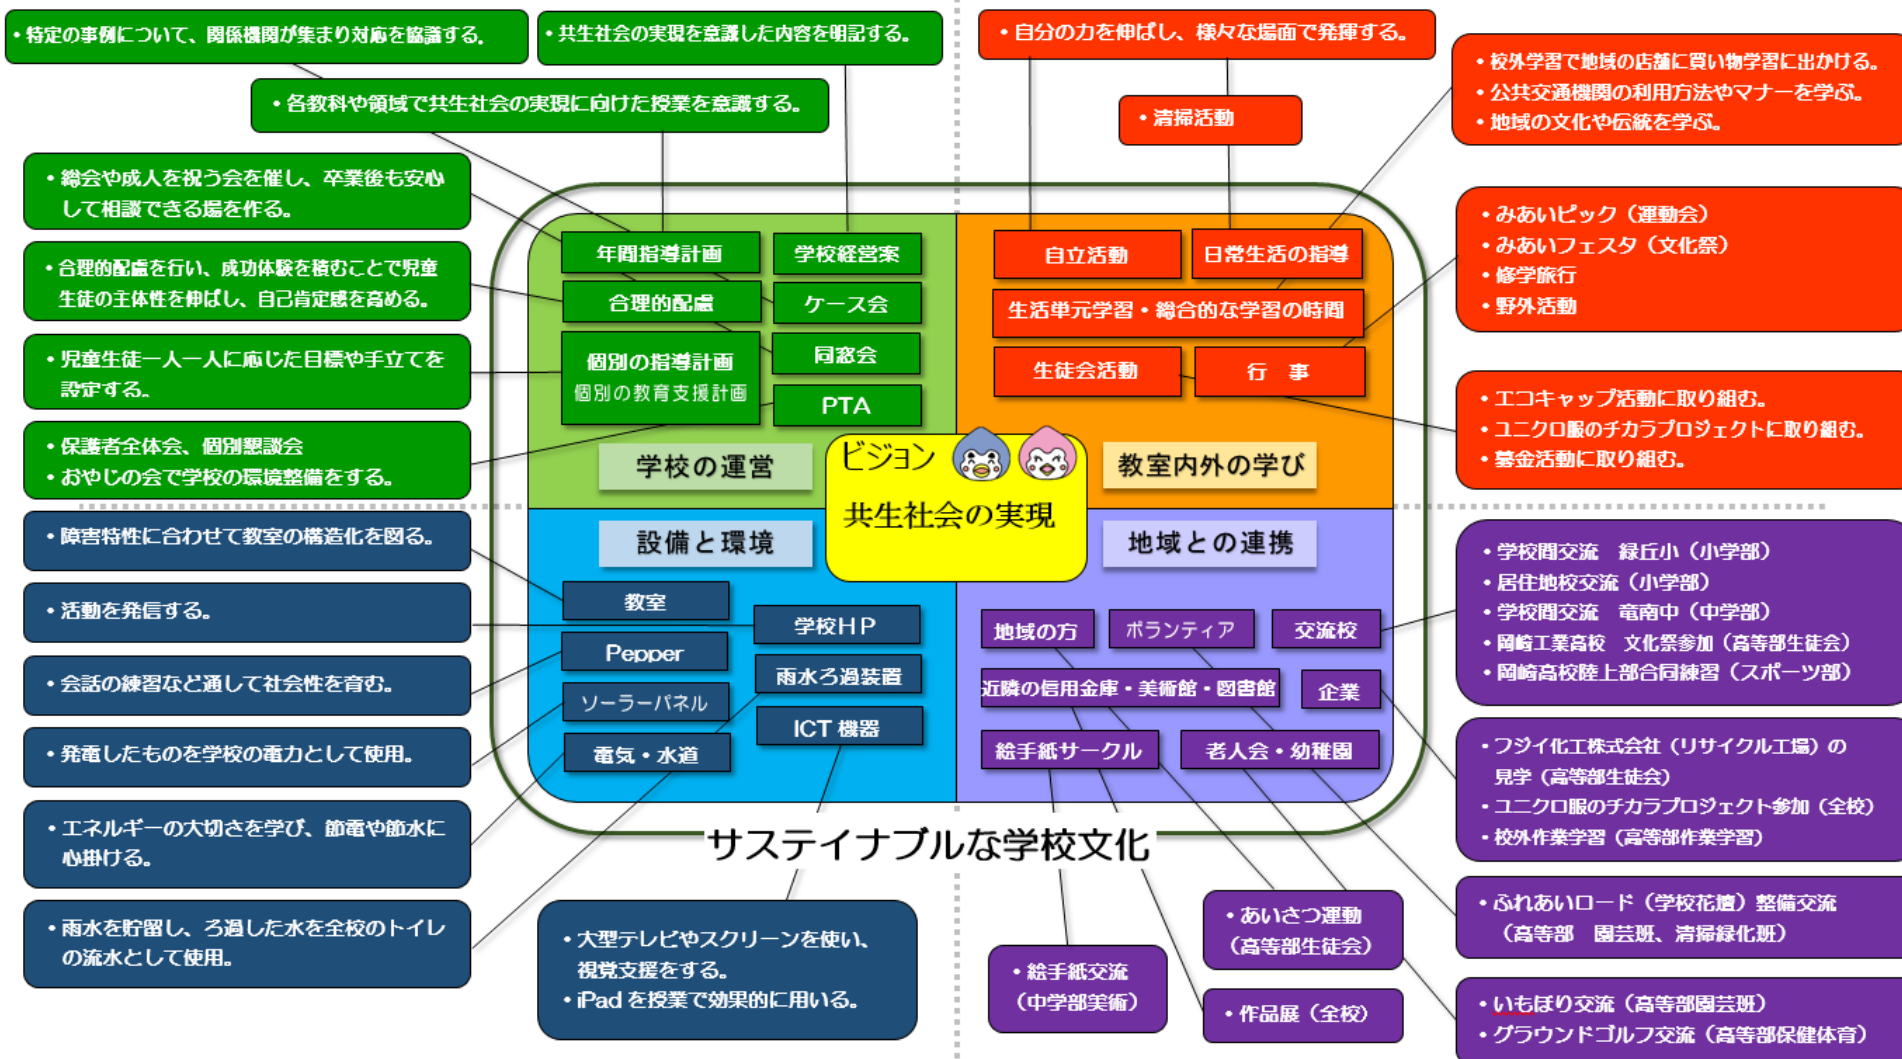 ・特定の事例について、関係機関が集まり対応を協議する。
・共生社会の実現を意識した内容を明記する。
・各教科や領域で共生社会の実現に向けた授業を意識する。
・総会や成人を祝う会を催し、卒業後も安心
して相談できる場を作る。
・合理的配慮を行い、成功体験を積むことで児童
生徒の主体性を伸ばし、自己肯定感を高める。
・児童生徒一人一人に応じた目標や手立てを
設定する。
・保護者全体会、個別懇談会
・おやじの会で学校の環境整備をする。
年間指導計画
学校経営案
合理的配慮
ケース会
個別の指導計画
個別の教育支援計画
同窓会
PTA
学校の運営
・自分の力を伸ばし、様々な場面で発揮する。
・清掃活動
・校外学習で地域の店舗に買い物学習に出かける。
・公共交通機関の利用方法やマナーを学ぶ。
・地域の文化や伝統を学ぶ。
・みあいピック（運動会）
・みあいフェスタ（文化祭）
・修学旅行
・野外活動
・エコキャップ活動に取り組む。
・ユニクロ服のチカラプロジェクトに取り組む。
・募金活動に取り組む。
自立活動
日常生活の指導
生活単元学習・総合的な学習の時間
生徒会活動
行　事
教室内外の学び
ビジョン
共生社会の実現
・障害特性に合わせて教室の構造化を図る。
・活動を発信する。
・会話の練習など通して社会性を育む。
・発電したものを学校の電力として使用。
・エネルギーの大切さを学び、節電や節水に
心掛ける。
・雨水を貯留し、ろ過した水を全校のトイレ
の流水として使用。
・大型テレビやスクリーンを使い、
視覚支援をする。
・iPadを授業で効果的に用いる。
設備と環境
教室
学校HP
Pepper
雨水ろ過装置
ソーラーパネル
ICT機器
電気・水道
地域との連携
地域の方
ボランティア
交流校
近隣の信用金庫・美術館・図書館
企業
絵手紙サークル
老人会・幼稚園
・学校間交流　緑丘小（小学部）
・居住地校交流（小学部）
・学校間交流　竜南中（中学部）
・岡崎工業高校　文化祭参加（高等部生徒会）
・岡崎高校陸上部合同練習（スポーツ部）
・フジイ化工株式会社（リサイクル工場）の
見学（高等部生徒会）
・ユニクロ服のチカラプロジェクト参加（全校）
・校外作業学習（高等部作業学習）
・ふれあいロード（学校花壇）整備交流
（高等部　園芸班、清掃緑化班）
・いもほり交流（高等部園芸班）
・グラウンドゴルフ交流（高等部保健体育）
・あいさつ運動
（高等部生徒会）
・絵手紙交流
（中学部美術）
・作品展（全校）
サステイナブルな学校文化